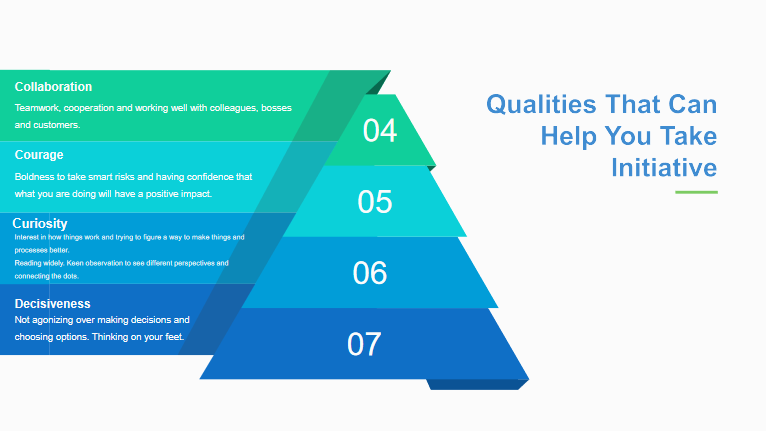 Collaboration
Teamwork, cooperation and working well with colleagues, bosses
and customers.
Courage
Boldness to take smart risks and having confidence that
what you are doing will have a positive impact.
Curiosity
Interest in how things work and trying to figure a way to make things and
processes better.
Reading widely. Keen observation to see different perspectives and
connecting the dots.
Decisiveness
Not agonizing over making decisions and
choosing options. Thinking on your feet.
04
05
06
07
Qualities That Can
Help You Take
Initiative